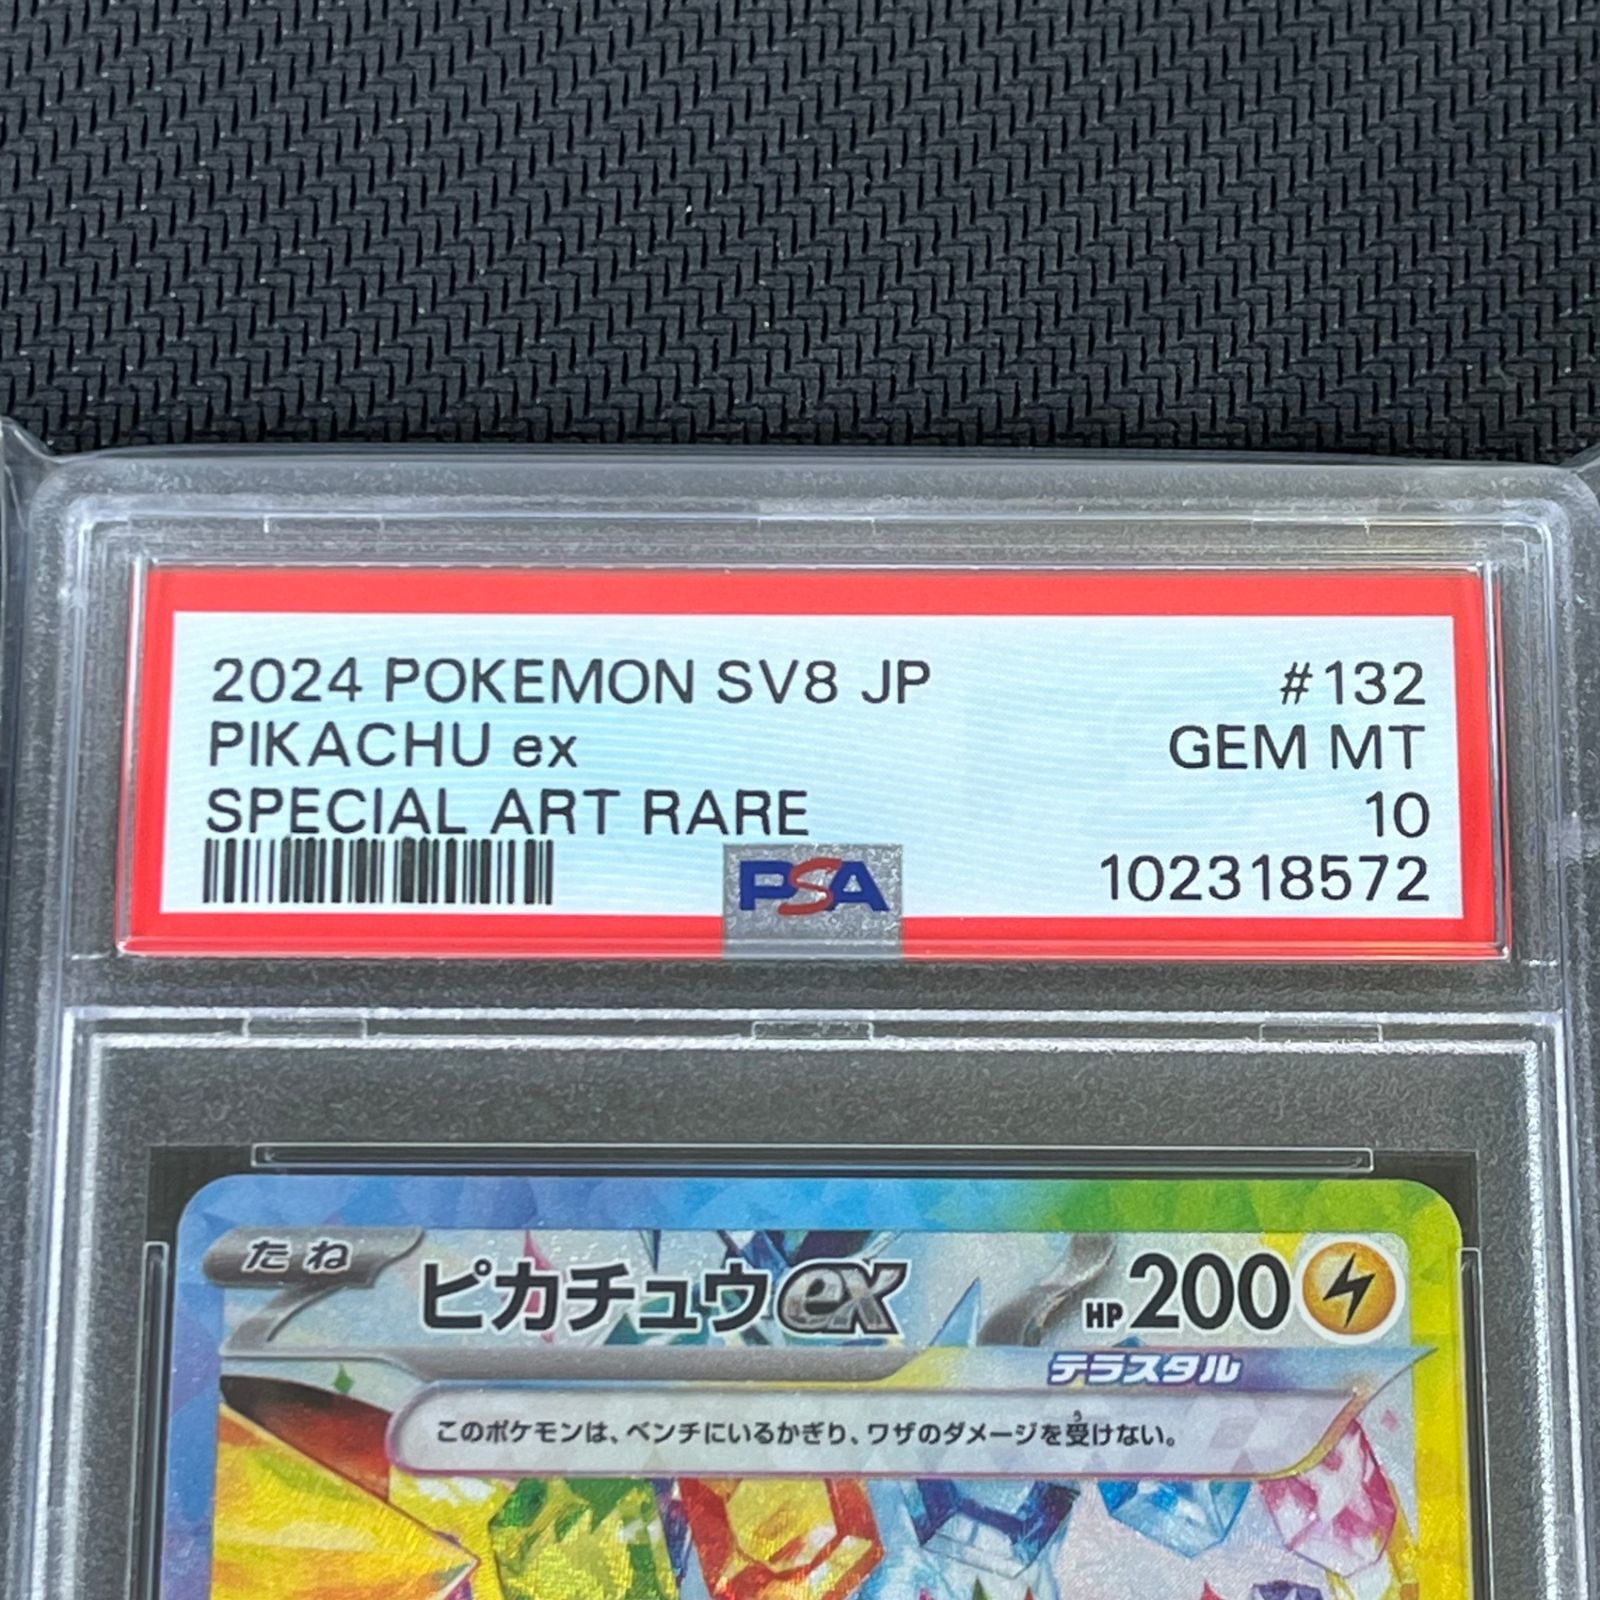 2024 POKEMON SV8 JP #132
PIKACHU ex GEM MT
SPECIAL ART RARE 10
PSA 102318572
たね ピカチュウex HP 200
テラスタル
このポケモンは、ベンチにいるかぎり、ワザのダメージを受けない。
う